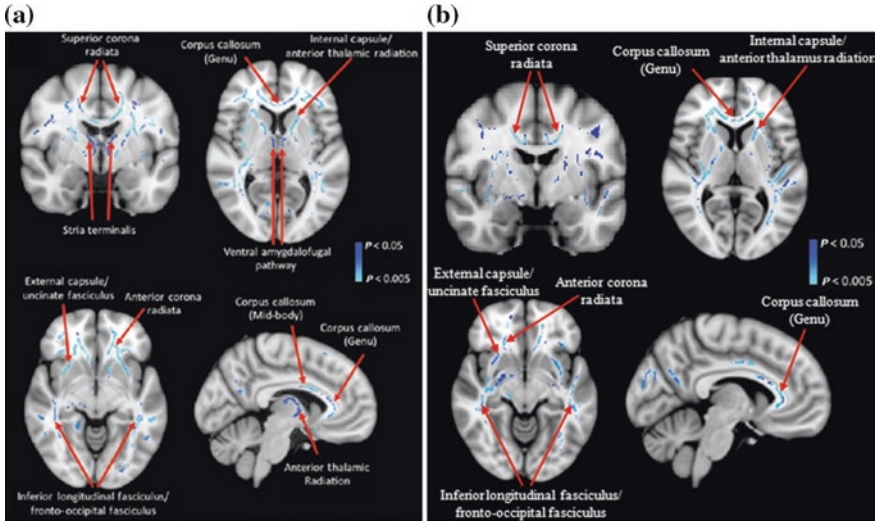 (a)
Superior corona
radiata
Corpus callosum
(Genu)
Internal capsule/
anterior thalamic radiation
Stria terminalis
Ventral amygdalofugal
pathway
P < 0.05
P < 0.005
External capsule/
uncinate fasciculus
Anterior corona
radiata
Corpus callosum
(Mid-body)
Corpus callosum
(Genu)
Anterior thalamic
Radiation
Inferior longitudinal fasciculus/
fronto-occipital fasciculus
(b)
Superior corona
radiata
Corpus callosum
(Genu)
Internal capsule/
anterior thalamus radiation
P < 0.05
P < 0.005
External capsule/
uncinate fasciculus
Anterior corona
radiata
Corpus callosum
(Genu)
Inferior longitudinal fasciculus/
fronto-occipital fasciculus